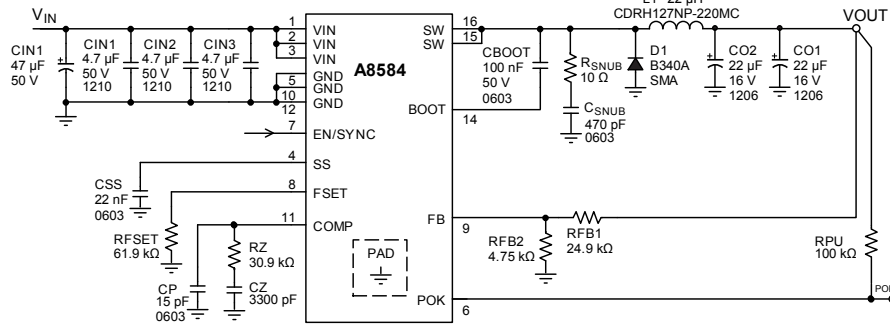 L1 22 µH
CDRH127NP-220MC
VIN
VOUT
CIN1
47 µF
50 V
CIN1
4.7 µF
50 V
1210
CIN2
4.7 µF
50 V
1210
CIN3
4.7 µF
50 V
1210
1
2
3
5
10
12
7
4
8
11
VIN
VIN
VIN
GND
GND
GND
EN/SYNC
SS
FSET
COMP
A8584
PAD
SW
SW
BOOT
FB
POK
16
15
14
9
6
CBOOT
100 nF
50 V
0603
RSNUB
10 Ω
CSNUB
470 pF
0603
D1
B340A
SMA
CO2
22 µF
16 V
1206
CO1
22 µF
16 V
1206
CSS
22 nF
0603
RFSET
61.9 kΩ
RZ
30.9 kΩ
CP
15 pF
0603
CZ
3300 pF
RFB2
4.75 kΩ
RFB1
24.9 kΩ
RPU
100 kΩ